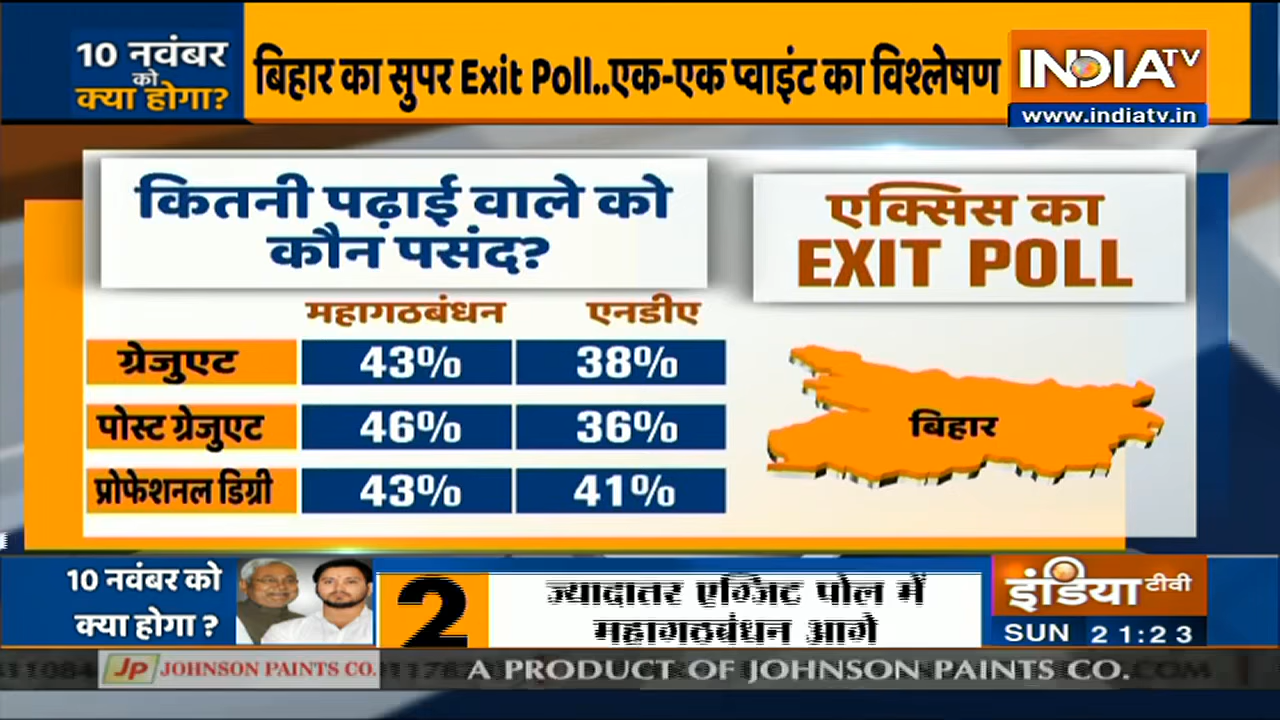 10 नवंबर
को
क्या होगा?
बिहार का सुपर Exit Poll..एक-एक प्वाइंट का विश्लेषण
INDIA TV
www.indiatv.in
कितनी पढ़ाई वाले को
कौन पसंद?
एक्सिस का
EXIT POLL
महागठबंधन एनडीए
ग्रेजुएट 43% 38%
पोस्ट ग्रेजुएट 46% 36%
प्रोफेशनल डिग्री 43% 41%
बिहार
10 नवंबर को
क्या होगा ?
2
ज्यादातर एग्जिट पोल में
महागठबंधन आगे
इंडिया टीवी
SUN 21:23
JP JOHNSON PAINTS CO.
A PRODUCT OF JOHNSON PAINTS CO.